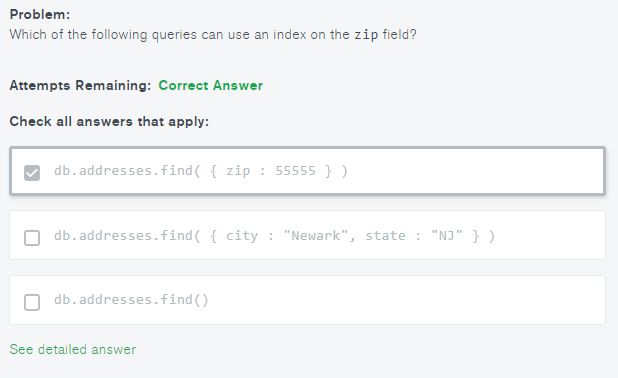 Problem:
Which of the following queries can use an index on the zip field?
Attempts Remaining: Correct Answer
Check all answers that apply:
db.addresses.find( { zip : 55555 } )
db.addresses.find( { city : "Newark", state : "NJ" } )
db.addresses.find()
See detailed answer